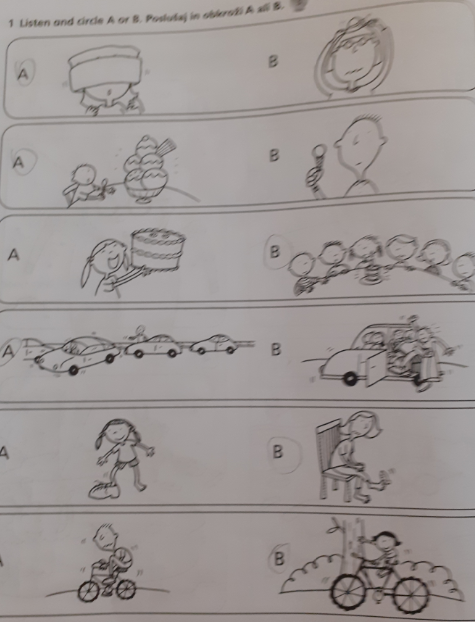 1 Listen and circle A or B. Poslušaj in obkroži A ali B.
A B
A B
A B
A B
A B
B